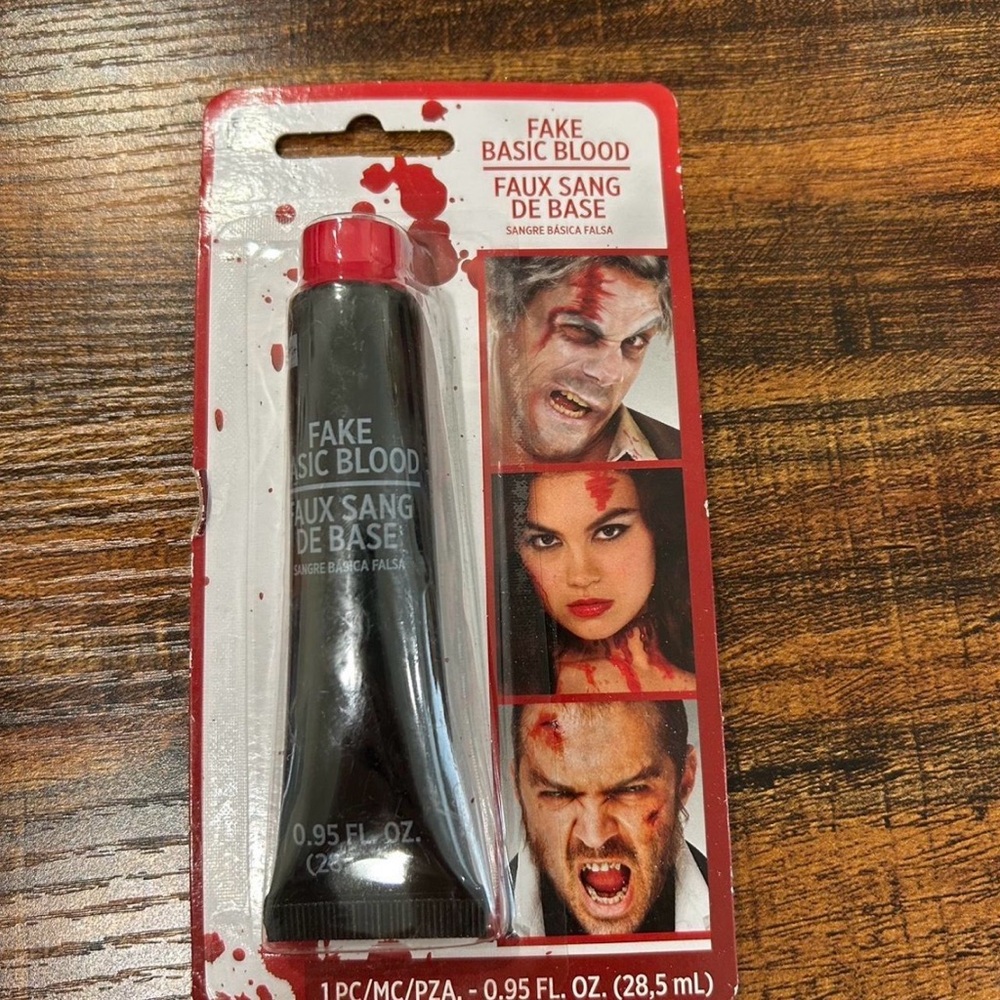 FAKE
BASIC BLOOD
FAUX SANG
DE BASE
SANGRE BÁSICA FALSA
FAKE
ASIC BLOOD
FAUX SANG
DE BASE
SANGRE BÁSICA FALSA
0.95 FL. OZ.
1 PC/MC/PZA. - 0.95 FL. OZ. (28,5 mL)